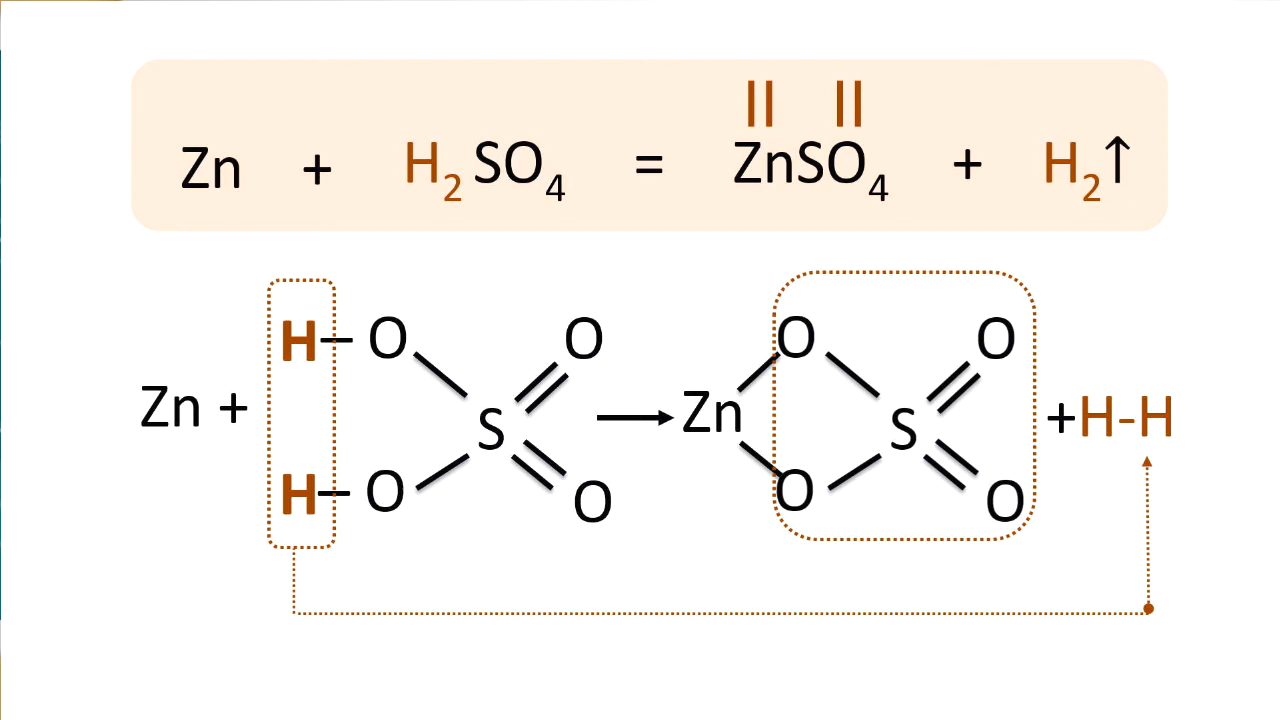 II II
Zn + H₂SO₄ = ZnSO₄ + H₂↑
H–O O O O
Zn + S → Zn S +H-H
H–O O O O